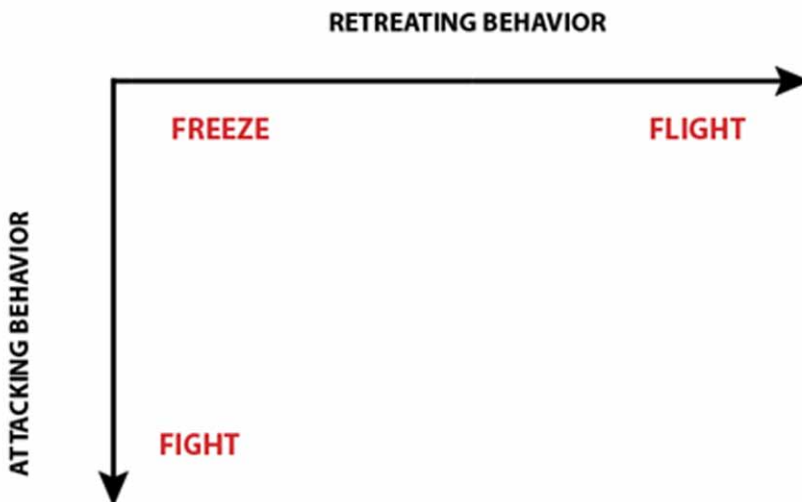 RETREATING BEHAVIOR
FREEZE
FLIGHT
ATTACKING BEHAVIOR
FIGHT